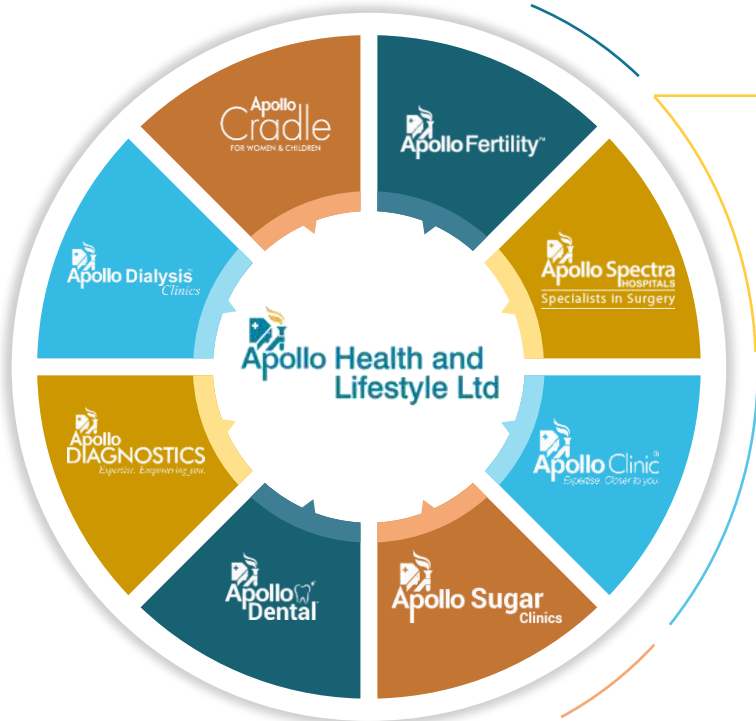 Apollo
Cradle
FOR WOMEN & CHILDREN
Apollo Fertility™
Apollo Spectra
HOSPITALS
Specialists in Surgery
Apollo Clinic®
Expertise. Closer to you.
Apollo Sugar
Clinics
Apollo
Dental
Apollo
DIAGNOSTICS
Expertise. Empowering you.
Apollo Dialysis
Clinics
Apollo Health and
Lifestyle Ltd